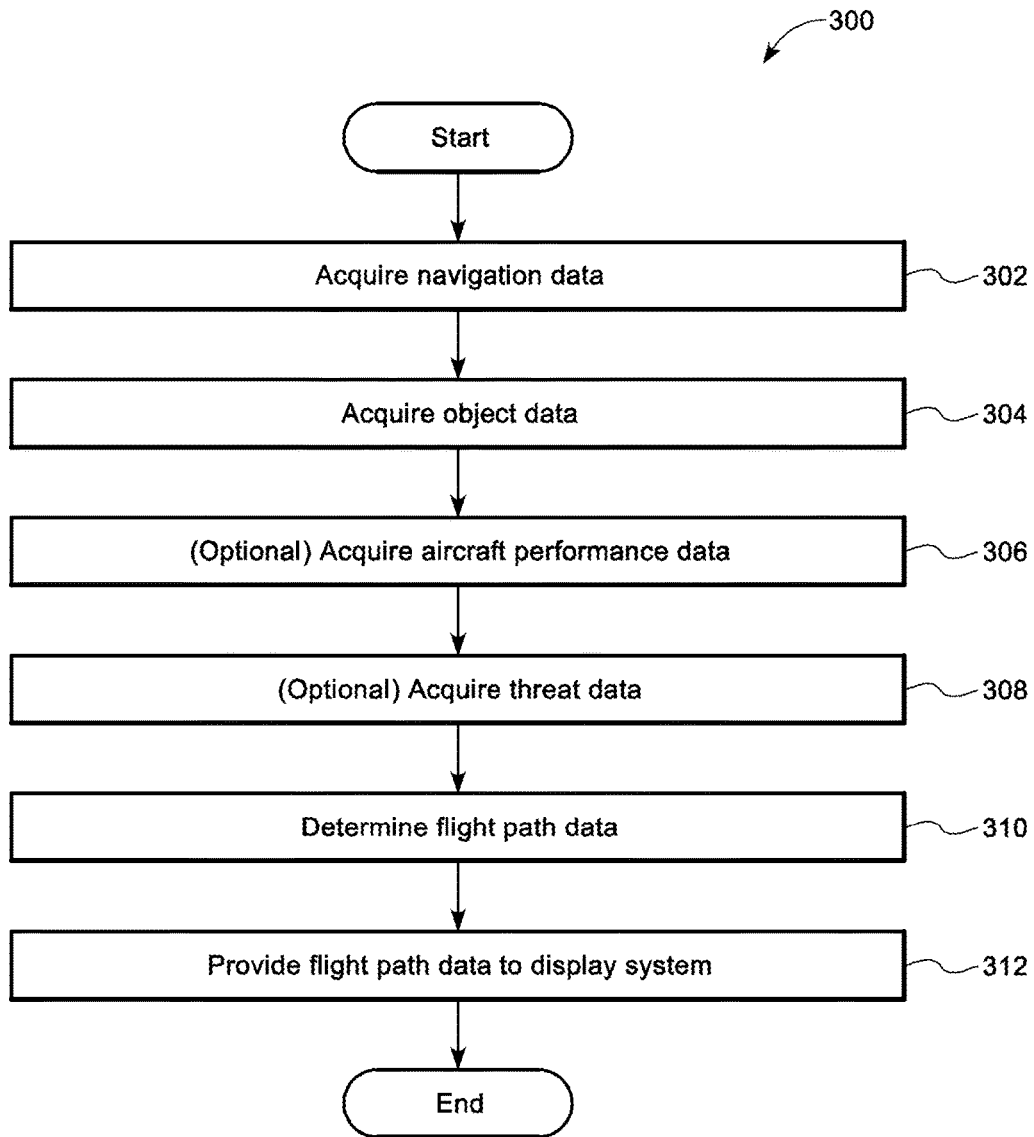 300
Start
Acquire navigation data
302
Acquire object data
304
(Optional) Acquire aircraft performance data
306
(Optional) Acquire threat data
308
Determine flight path data
310
Provide flight path data to display system
312
End